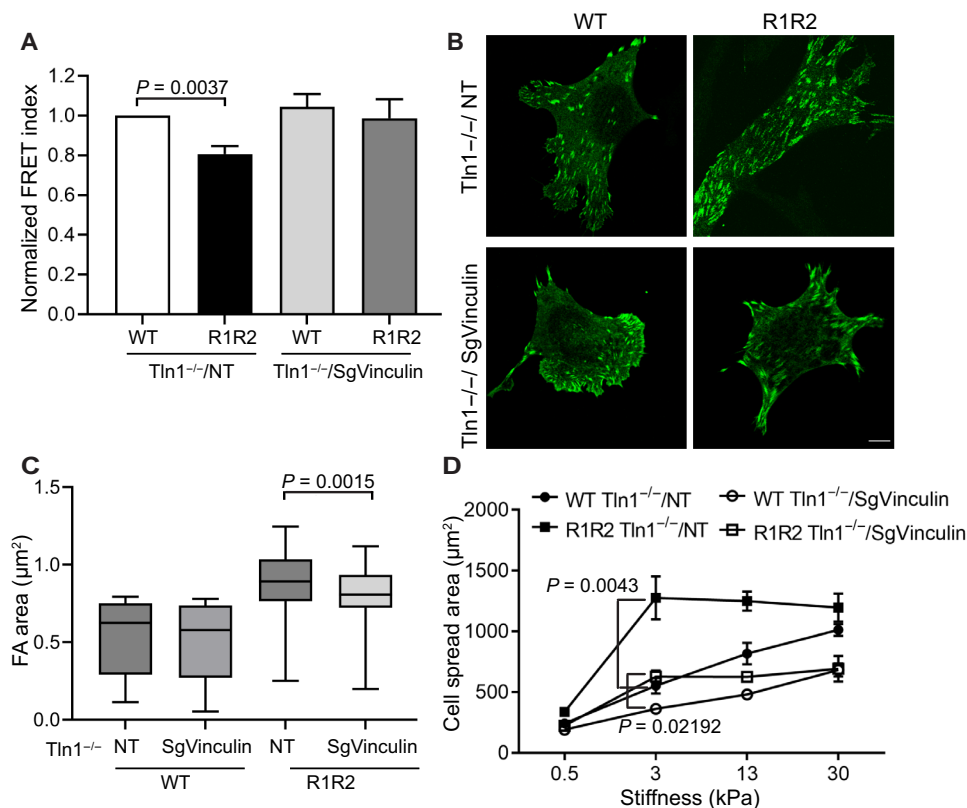 A
Normalized FRET index
1.2
1.0
0.8
0.6
0.4
0.2
0.0
P = 0.0037
WT R1R2 WT R1R2
Tln1⁻/⁻/NT Tln1⁻/⁻/SgVinculin
B
WT R1R2
Tln1−/−/ NT
Tln1−/−/ SgVinculin
C
FA area (µm²)
1.5
1.0
0.5
0.0
P = 0.0015
Tln1⁻/⁻ NT SgVinculin NT SgVinculin
WT R1R2
D
WT Tln1⁻/⁻/NT WT Tln1⁻/⁻/SgVinculin
R1R2 Tln1⁻/⁻/NT R1R2 Tln1⁻/⁻/SgVinculin
Cell spread area (µm²)
2000
1500
1000
500
0
P = 0.0043
P = 0.02192
0.5 3 13 30
Stiffness (kPa)